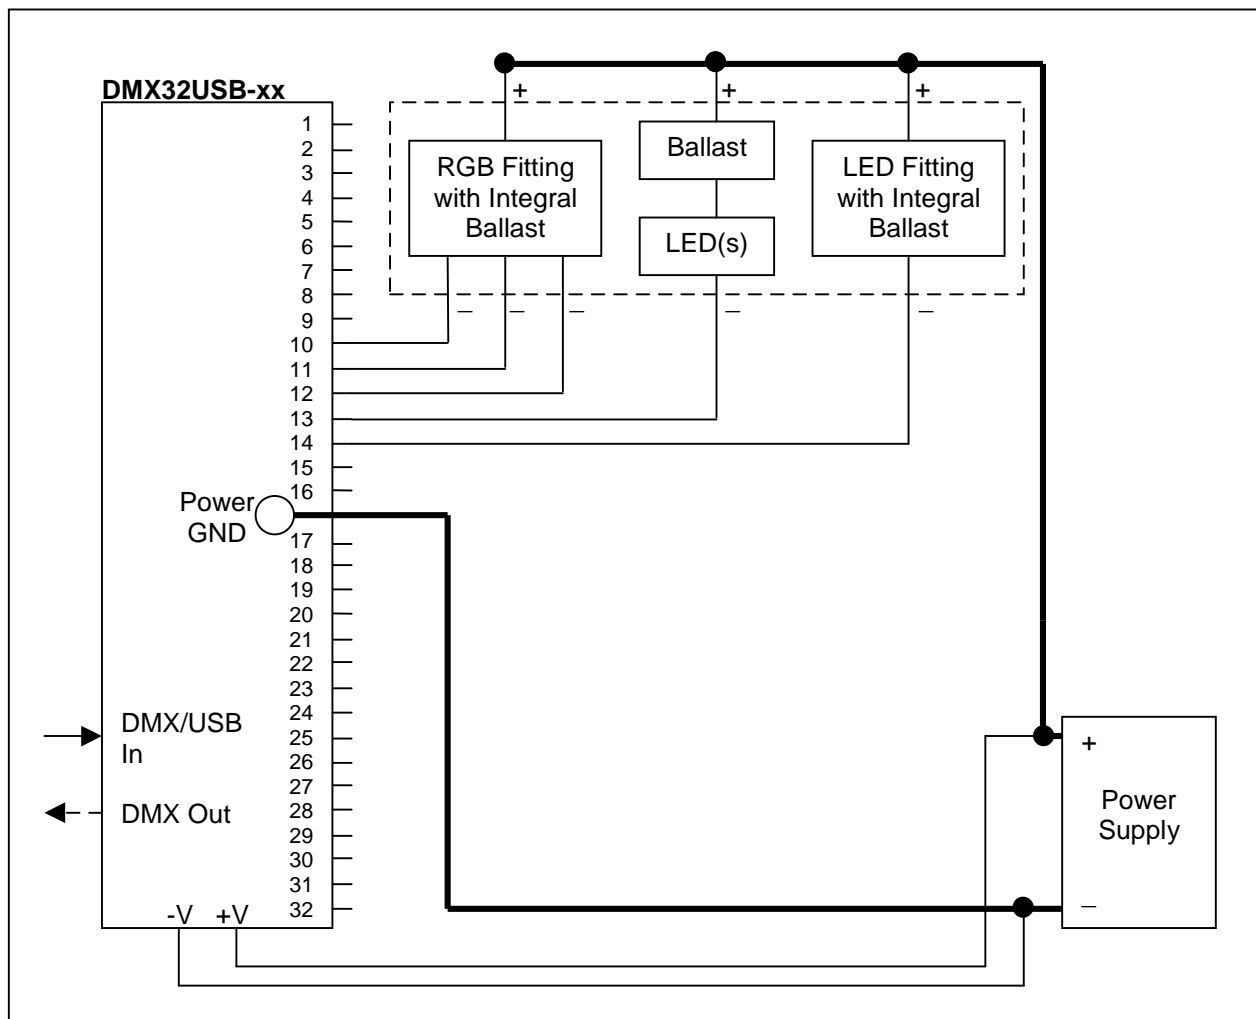 DMX32USB-xx
+ + +
1
2
3
4
5
6
7
8
9
10
11
12
13
14
15
16
Power
GND
17
18
19
20
21
22
23
24
25
26
27
28
29
30
31
32
DMX/USB
In
DMX Out
-V +V
RGB Fitting
with Integral
Ballast
Ballast
LED(s)
LED Fitting
with Integral
Ballast
– – – – –
+
Power
Supply
–